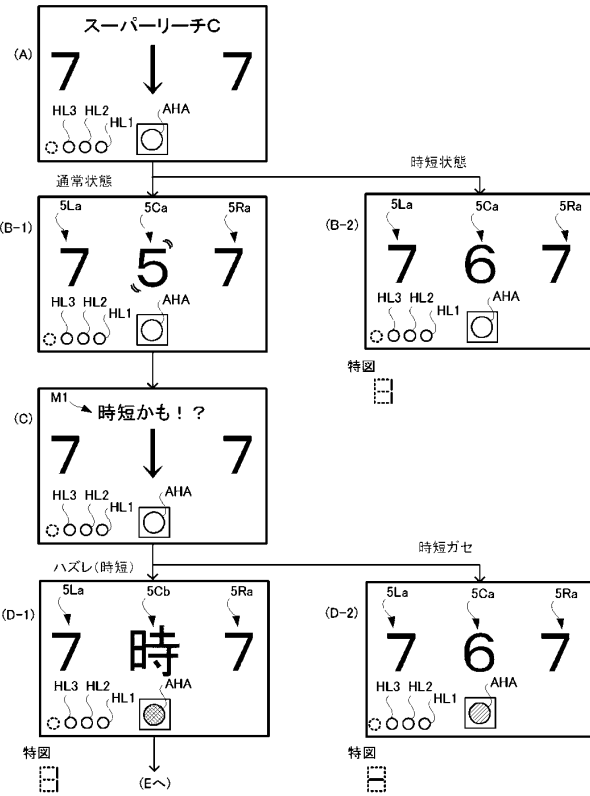 (A)
スーパーリーチC
7 ↓ 7
HL3 HL2 HL1 AHA
通常状態
時短状態
(B-1)
5La 5Ca 5Ra
7 5 7
HL3 HL2 HL1 AHA
(B-2)
5La 5Ca 5Ra
7 6 7
HL3 HL2 HL1 AHA
特図
(C)
M1 時短かも！？
7 ↓ 7
HL3 HL2 HL1 AHA
ハズレ(時短)
時短ガセ
(D-1)
5La 5Cb 5Ra
7 時 7
HL3 HL2 HL1 AHA
特図
(Eへ)
(D-2)
5La 5Ca 5Ra
7 6 7
HL3 HL2 HL1 AHA
特図